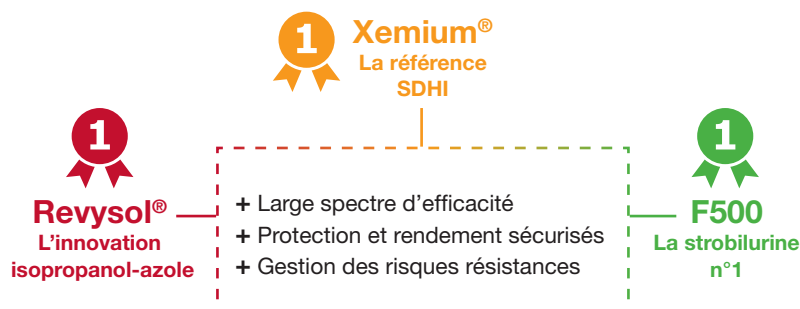 1
Xemium®
La référence
SDHI
1
Revysol®
L'innovation
isopropanol-azole
+ Large spectre d'efficacité
+ Protection et rendement sécurisés
+ Gestion des risques résistances
1
F500
La strobilurine
n°1